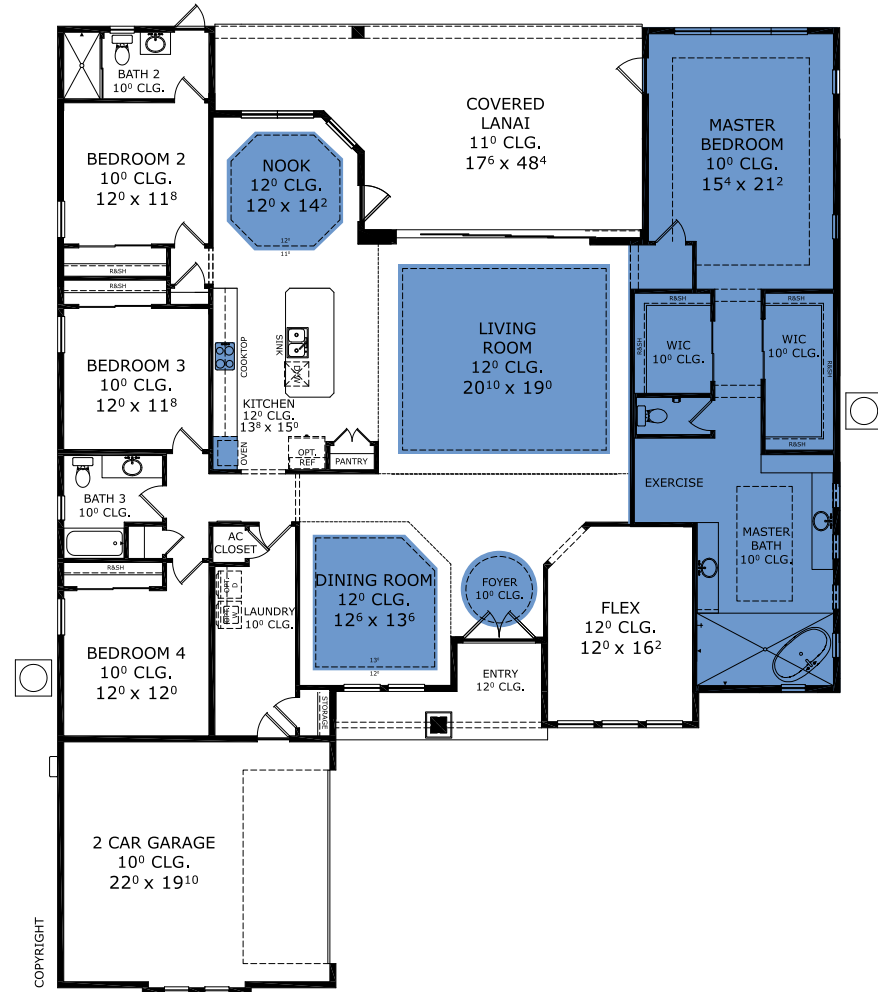 BATH 2
10⁰ CLG.
COVERED
LANAI
11⁰ CLG.
17⁶ x 48⁴
MASTER
BEDROOM
10⁰ CLG.
15⁴ x 21²
BEDROOM 2
10⁰ CLG.
12⁰ x 11⁸
NOOK
12⁰ CLG.
12⁰ x 14²
12⁰
11⁰
R&SH
R&SH
BEDROOM 3
10⁰ CLG.
12⁰ x 11⁸
COOKTOP
SINK
D/W
LIVING
ROOM
12⁰ CLG.
20¹⁰ x 19⁰
R&SH
R&SH
WIC
10⁰ CLG.
R&SH
R&SH
WIC
10⁰ CLG.
KITCHEN
12⁰ CLG.
13⁸ x 15⁰
OVEN
OPT.
REF
PANTRY
BATH 3
10⁰ CLG.
EXERCISE
MASTER
BATH
10⁰ CLG.
AC
CLOSET
R&SH
LAUNDRY
10⁰ CLG.
DINING ROOM
12⁰ CLG.
12⁶ x 13⁶
13⁰
12⁰
FOYER
10⁰ CLG.
FLEX
12⁰ CLG.
12⁰ x 16²
BEDROOM 4
10⁰ CLG.
12⁰ x 12⁰
ENTRY
12⁰ CLG.
STORAGE
2 CAR GARAGE
10⁰ CLG.
22⁰ x 19¹⁰
COPYRIGHT